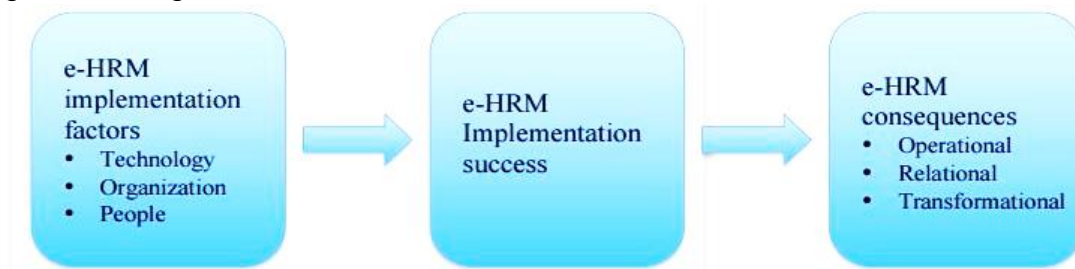 e-HRM
implementation
factors
• Technology
• Organization
• People
e-HRM
Implementation
success
e-HRM
consequences
• Operational
• Relational
• Transformational